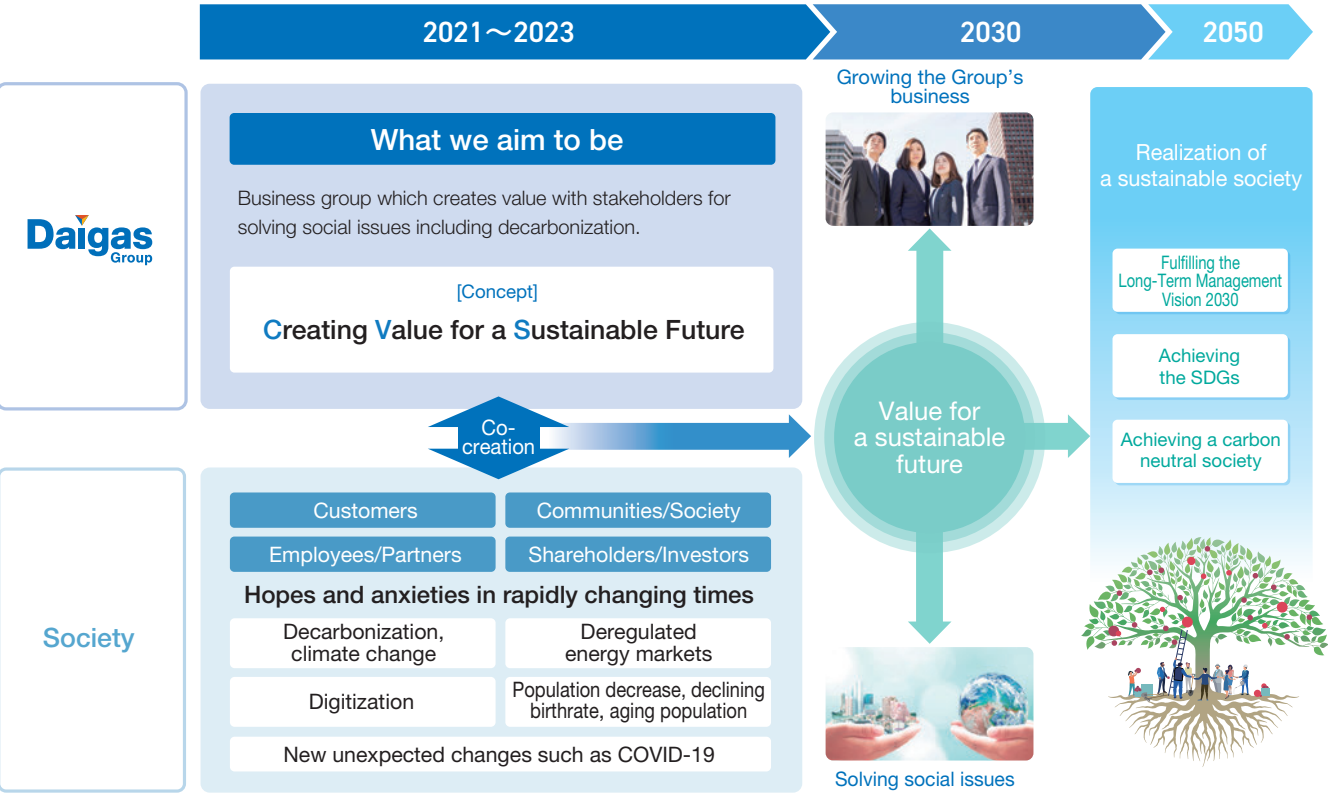 2021～2023
2030
2050
Daigas
Group
What we aim to be
Business group which creates value with stakeholders for
solving social issues including decarbonization.
[Concept]
Creating Value for a Sustainable Future
Co-
creation
Society
Customers
Communities/Society
Employees/Partners
Shareholders/Investors
Hopes and anxieties in rapidly changing times
Decarbonization,
climate change
Deregulated
energy markets
Digitization
Population decrease, declining
birthrate, aging population
New unexpected changes such as COVID-19
Growing the Group's
business
Value for
a sustainable
future
Solving social issues
Realization of
a sustainable society
Fulfilling the
Long-Term Management
Vision 2030
Achieving
the SDGs
Achieving a carbon
neutral society